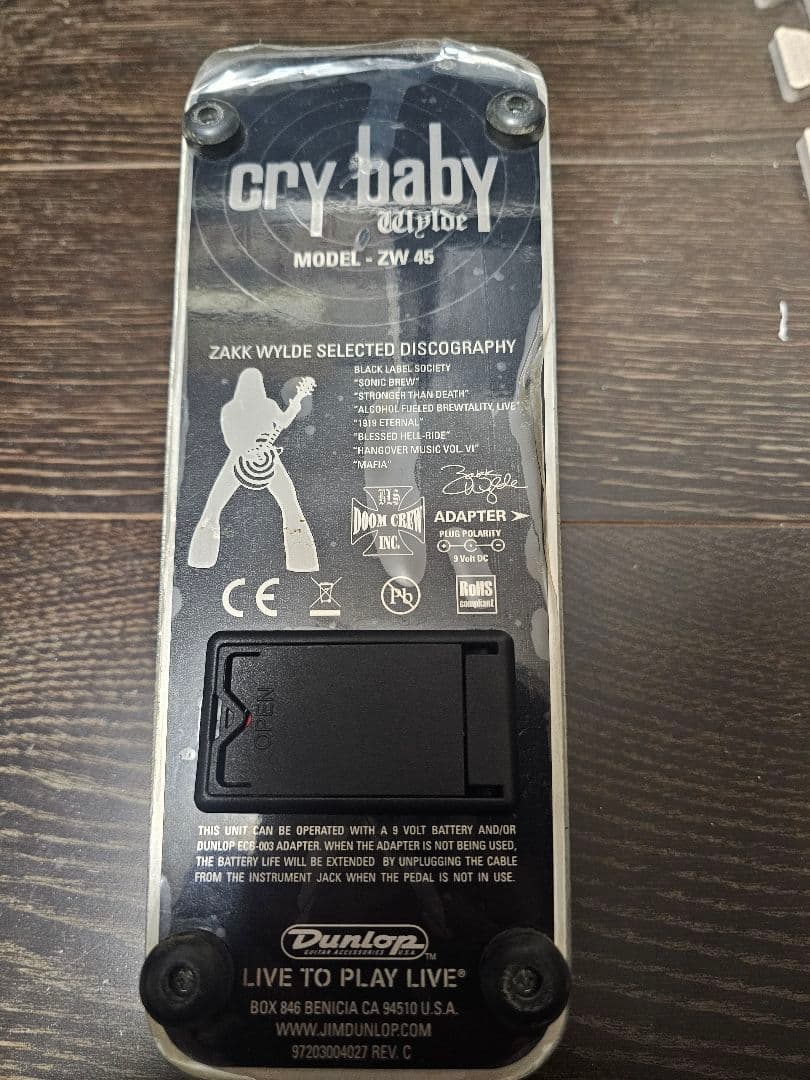 cry baby
Wylde
MODEL - ZW 45
ZAKK WYLDE SELECTED DISCOGRAPHY
BLACK LABEL SOCIETY
"SONIC BREW"
"STRONGER THAN DEATH"
"ALCOHOL FUELED BREWTALITY, LIVE"
"1919 ETERNAL"
"BLESSED HELL-RIDE"
"HANGOVER MUSIC VOL. VI"
"MAFIA"
Zakk Wylde
BLS
DOOM CREW
INC.
ADAPTER
PLUG POLARITY
+ - 
9 Volt DC
CE
Pb
RoHS
compliant
OPEN
THIS UNIT CAN BE OPERATED WITH A 9 VOLT BATTERY AND/OR
DUNLOP ECB-003 ADAPTER. WHEN THE ADAPTER IS NOT BEING USED,
THE BATTERY LIFE WILL BE EXTENDED BY UNPLUGGING THE CABLE
FROM THE INSTRUMENT JACK WHEN THE PEDAL IS NOT IN USE.
Dunlop™
GUITAR ACCESSORIES U.S.A.
LIVE TO PLAY LIVE®
BOX 846 BENICIA CA 94510 U.S.A.
WWW.JIMDUNLOP.COM
97203004027 REV. C